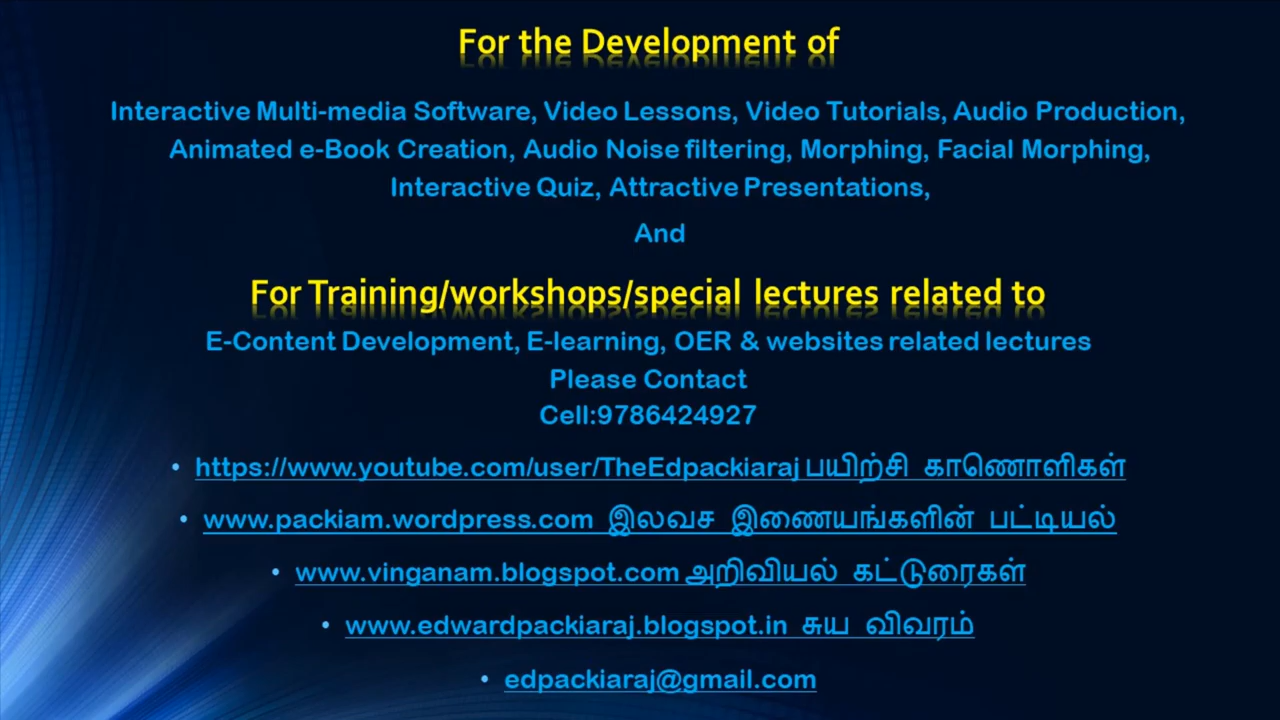 For the Development of
Interactive Multi-media Software, Video Lessons, Video Tutorials, Audio Production,
Animated e-Book Creation, Audio Noise filtering, Morphing, Facial Morphing,
Interactive Quiz, Attractive Presentations,
And
For Training/workshops/special lectures related to
E-Content Development, E-learning, OER & websites related lectures
Please Contact
Cell:9786424927
• https://www.youtube.com/user/TheEdpackiaraj பயிற்சி காணொளிகள்
• www.packiam.wordpress.com இலவச இணையங்களின் பட்டியல்
• www.vinganam.blogspot.com அறிவியல் கட்டுரைகள்
• www.edwardpackiaraj.blogspot.in சுய விவரம்
• edpackiaraj@gmail.com